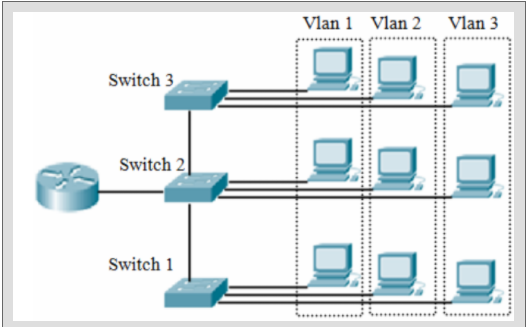 Vlan 1 Vlan 2 Vlan 3
Switch 3
Switch 2
Switch 1